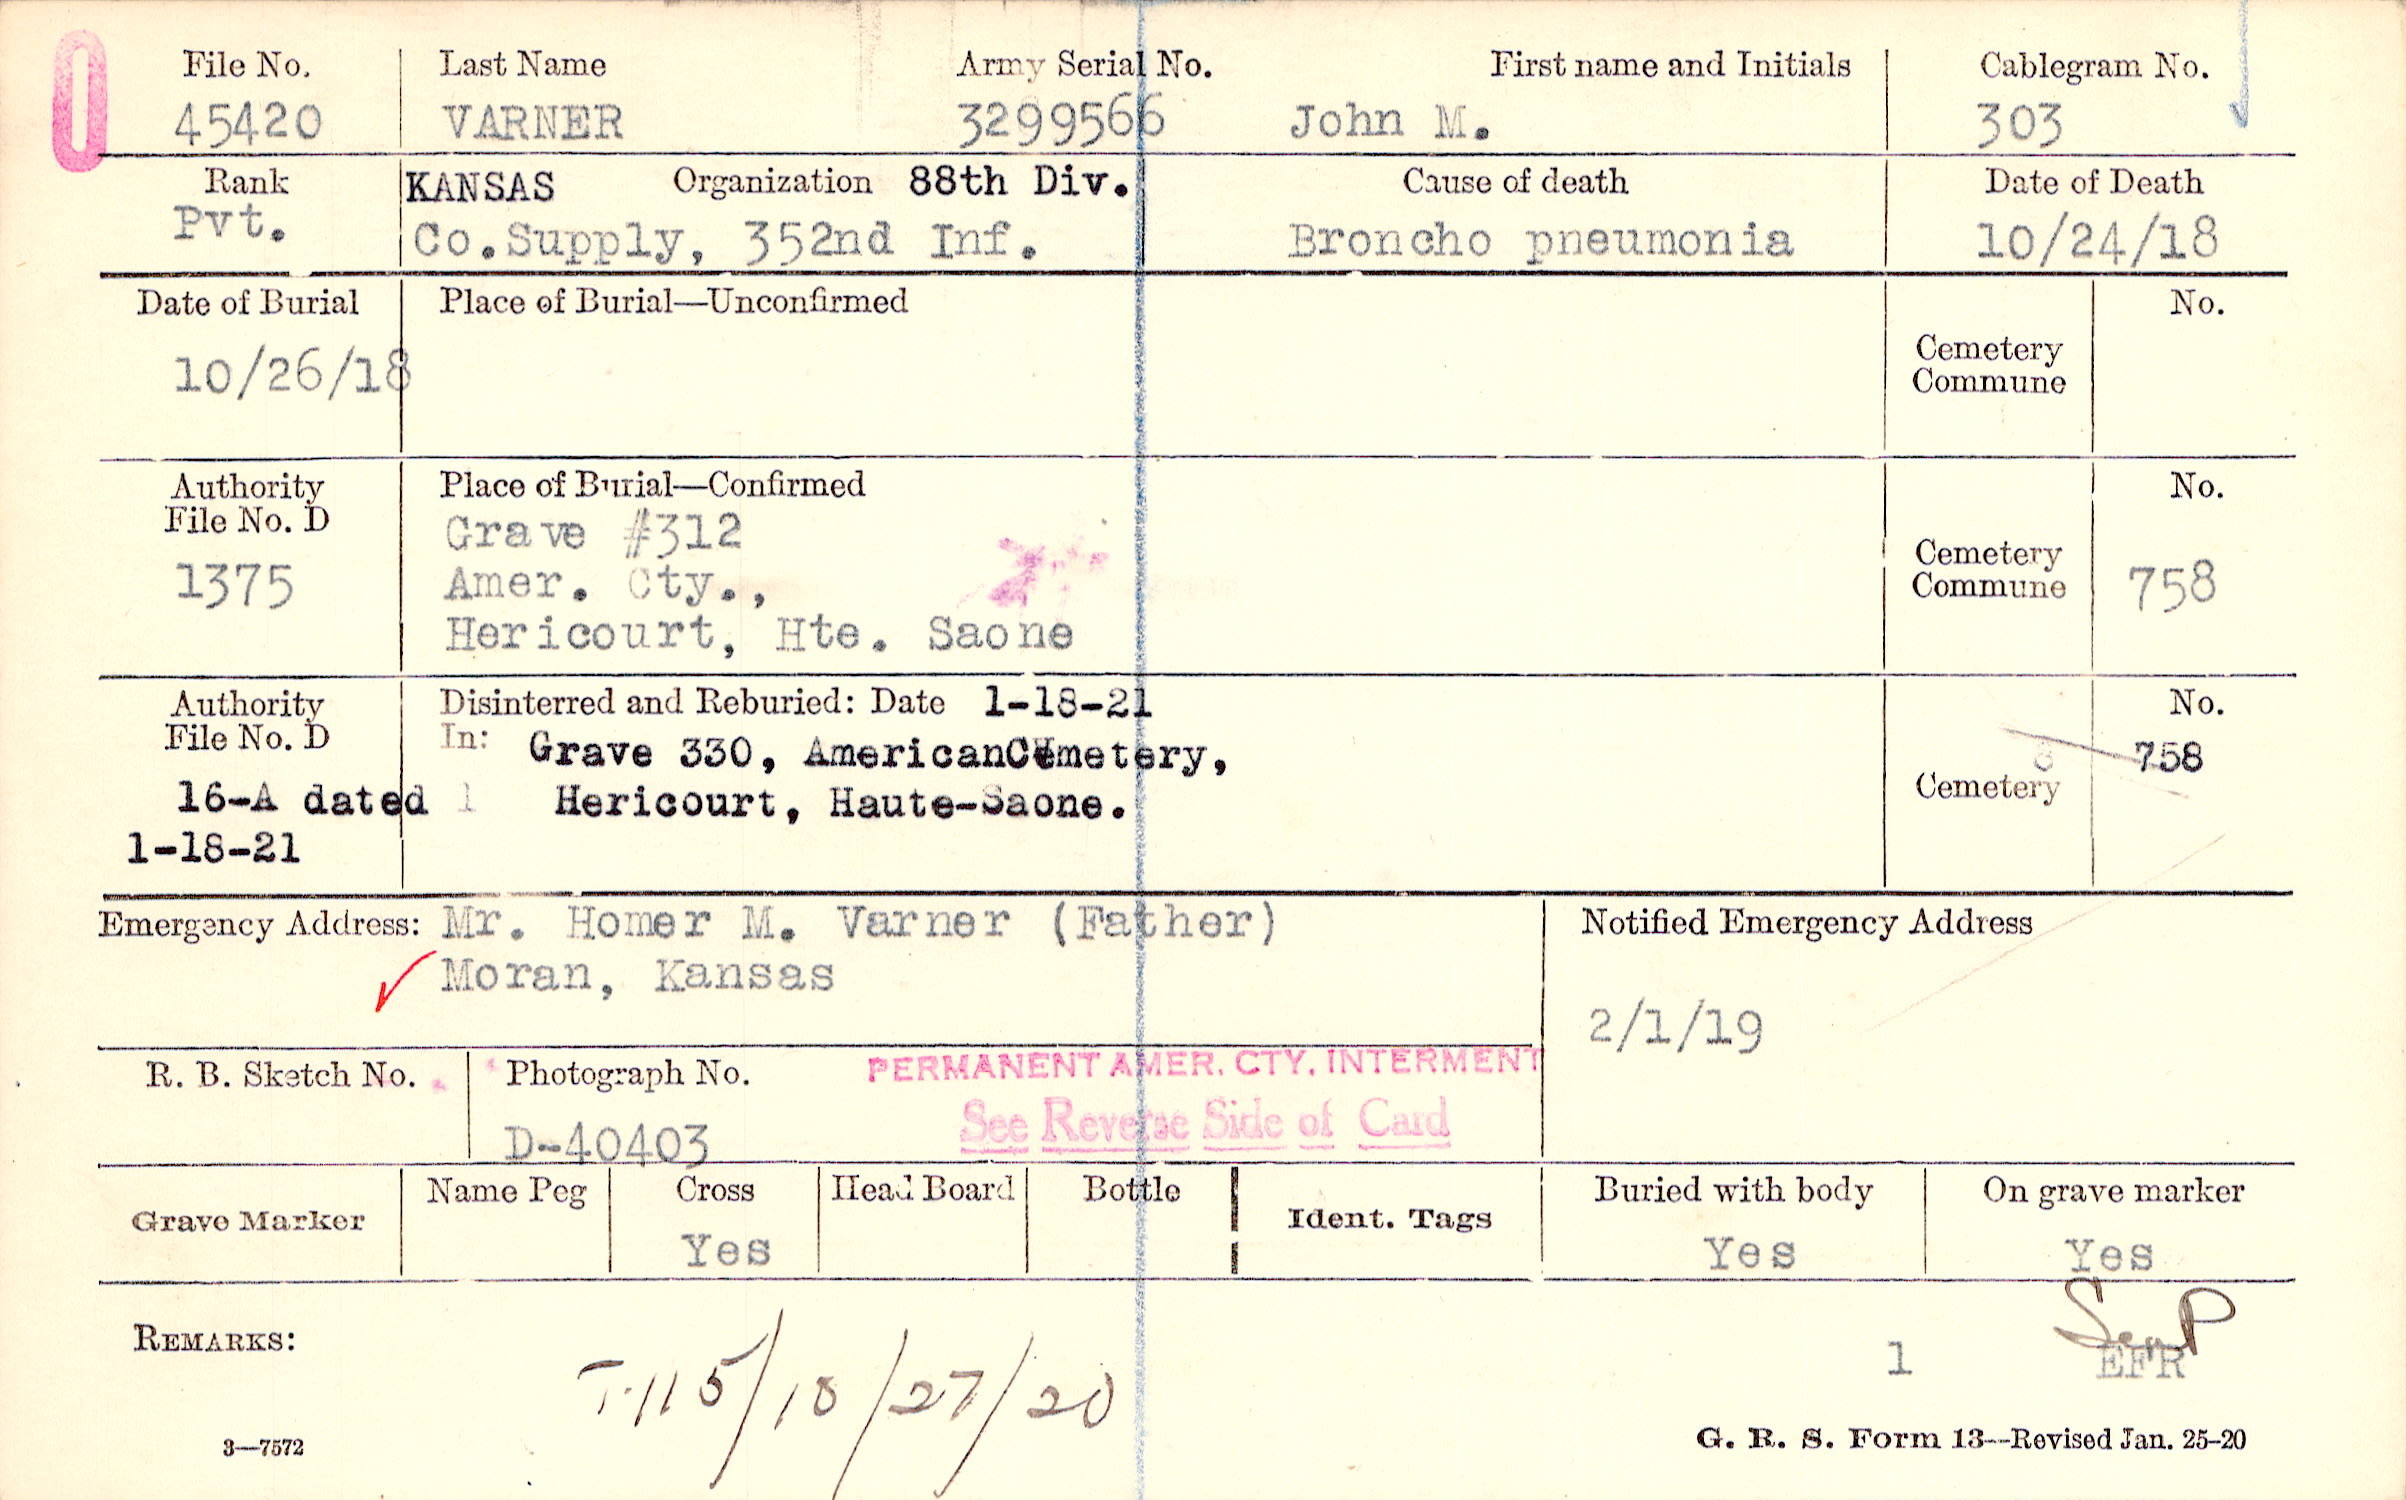 File No. Last Name Army Serial No. First name and Initials Cablegram No.
45420 VARNER 3299566 John M. 303
Rank KANSAS Organization 88th Div. Cause of death Date of Death
Pvt. Co.Supply, 352nd Inf. Broncho pneumonia 10/24/18
Date of Burial Place of Burial—Unconfirmed No.
10/26/18 Cemetery
Commune
Authority Place of Burial—Confirmed No.
File No. D Grave #312
1375 Amer. Cty., Cemetery
Commune 758
Hericourt, Hte. Saone
Authority Disinterred and Reburied: Date 1-18-21 No.
File No. D In: Grave 330, AmericanCemetery, 758
16-A dated Hericourt, Haute-Saone. Cemetery
1-18-21
Emergency Address: Mr. Homer M. Varner (Father) Notified Emergency Address
Moran, Kansas
2/1/19
R. B. Sketch No. Photograph No. PERMANENT AMER. CTY. INTERMENT
D-40403 See Reverse Side of Card
Grave Marker Name Peg Cross Head Board Bottle Ident. Tags Buried with body On grave marker
Yes Yes Yes
REMARKS: 1 EFR
T-115/18/27/20
3—7572 G. R. S. Form 13—Revised Jan. 25-20